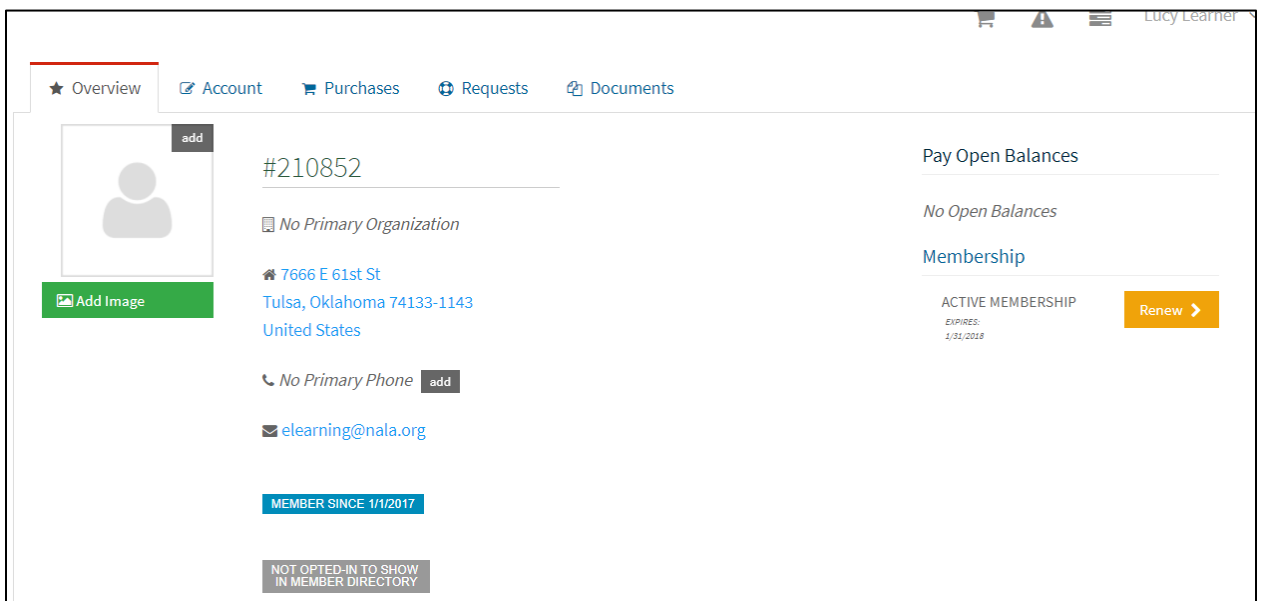 Lucy Learner
Overview
Account
Purchases
Requests
Documents
add
Add Image
#210852
No Primary Organization
7666 E 61st St
Tulsa, Oklahoma 74133-1143
United States
No Primary Phone add
elearning@nala.org
MEMBER SINCE 1/1/2017
NOT OPTED-IN TO SHOW
IN MEMBER DIRECTORY
Pay Open Balances
No Open Balances
Membership
ACTIVE MEMBERSHIP
EXPIRES:
1/31/2018
Renew